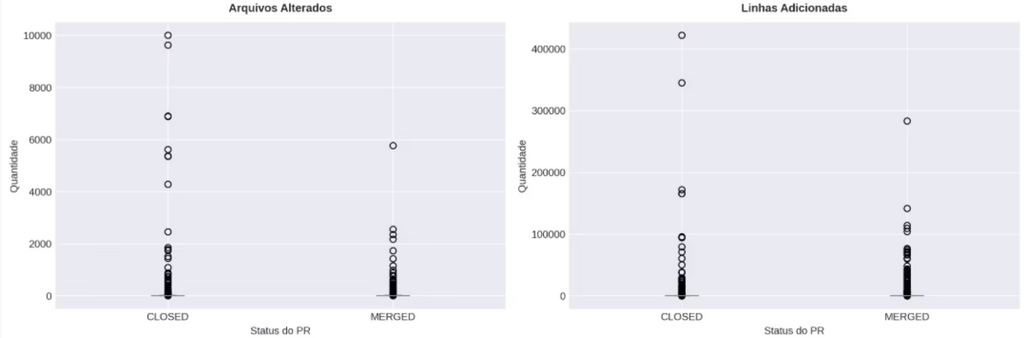 Arquivos Alterados
Quantidade
10000
8000
6000
4000
2000
0
CLOSED MERGED
Status do PR
Linhas Adicionadas
Quantidade
400000
300000
200000
100000
0
CLOSED MERGED
Status do PR